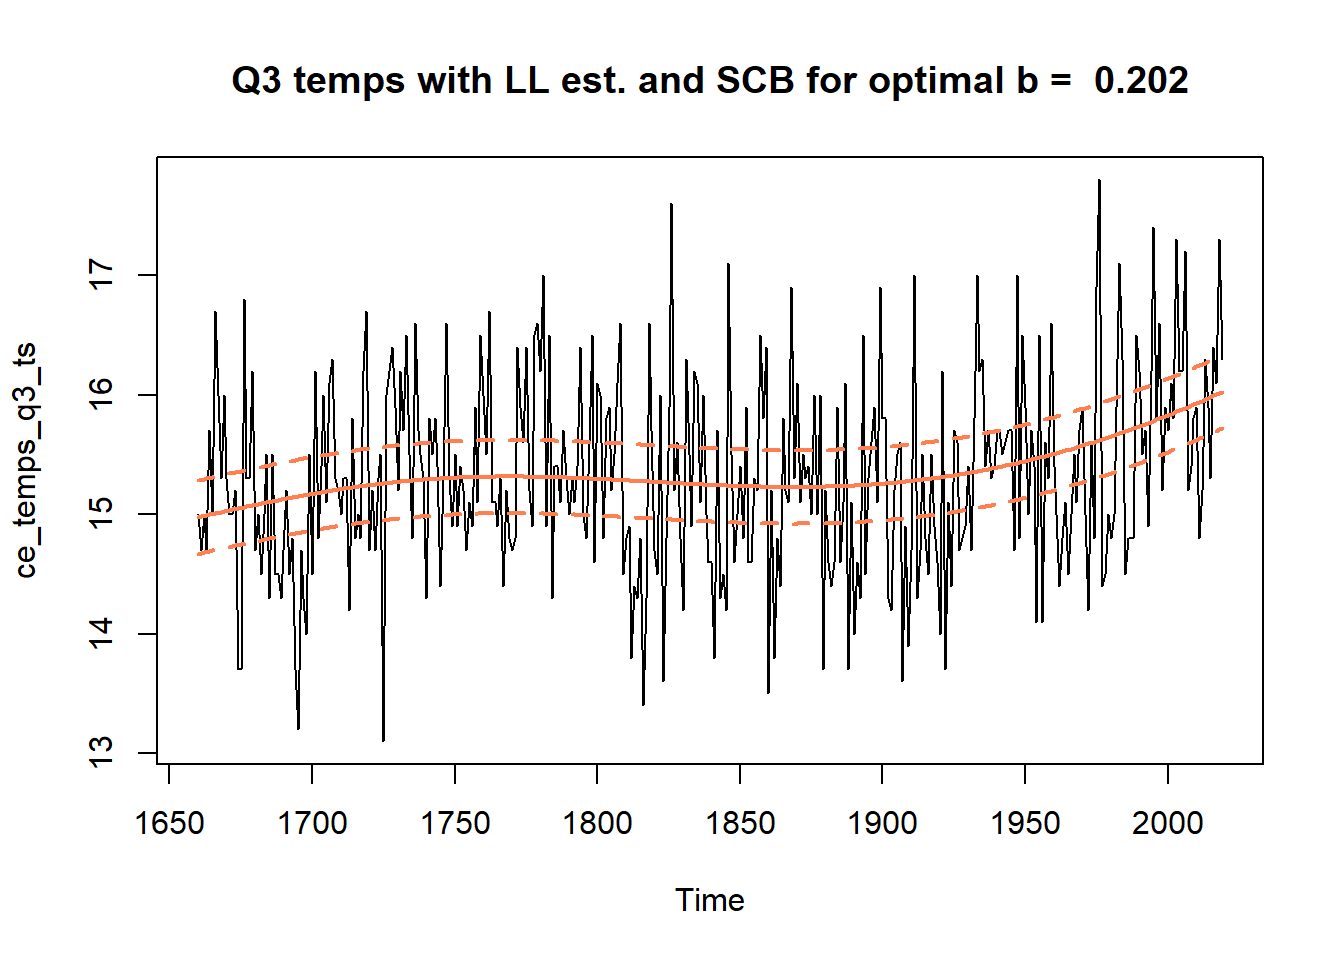 Q3 temps with LL est. and SCB for optimal b =  0.202
ce_temps_q3_ts
17
16
15
14
13
1650 1700 1750 1800 1850 1900 1950 2000
Time